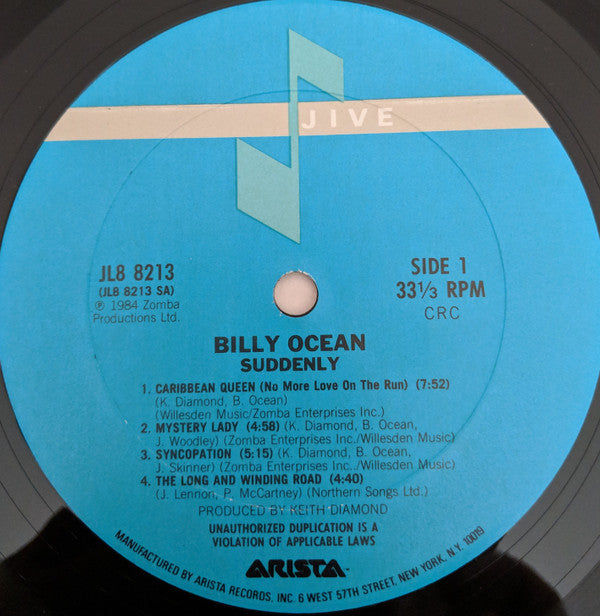 JIVE
JL8 8213
(JL8 8213 SA)
℗ 1984 Zomba
Productions Ltd.
SIDE 1
33⅓ RPM
CRC
BILLY OCEAN
SUDDENLY
1. CARIBBEAN QUEEN (No More Love On The Run) (7:52)
(K. Diamond, B. Ocean)
(Willesden Music/Zomba Enterprises Inc.)
2. MYSTERY LADY (4:58) (K. Diamond, B. Ocean,
J. Woodley) (Zomba Enterprises Inc./Willesden Music)
3. SYNCOPATION (5:15) (K. Diamond, B. Ocean,
J. Skinner) (Zomba Enterprises Inc../Willesden Music)
4. THE LONG AND WINDING ROAD (4:40)
(J. Lennon, P. McCartney) (Northern Songs Ltd.)
PRODUCED BY KEITH DIAMOND
UNAUTHORIZED DUPLICATION IS A
VIOLATION OF APPLICABLE LAWS
ARISTA
MANUFACTURED BY ARISTA RECORDS, INC. 6 WEST 57TH STREET, NEW YORK, N.Y. 10019